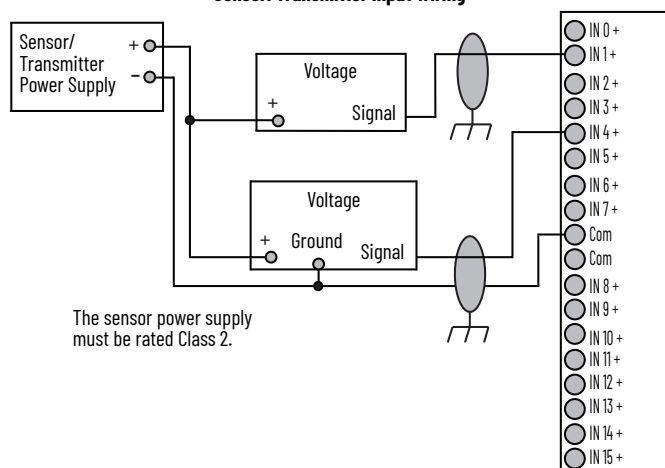 Sensor/Transmitter Input Wiring
Sensor/
Transmitter
Power Supply
+
−
Voltage
+
Signal
Voltage
+
Ground
Signal
The sensor power supply
must be rated Class 2.
IN 0 +
IN 1 +
IN 2 +
IN 3 +
IN 4 +
IN 5 +
IN 6 +
IN 7 +
Com
Com
IN 8 +
IN 9 +
IN 10 +
IN 11 +
IN 12 +
IN 13 +
IN 14 +
IN 15 +